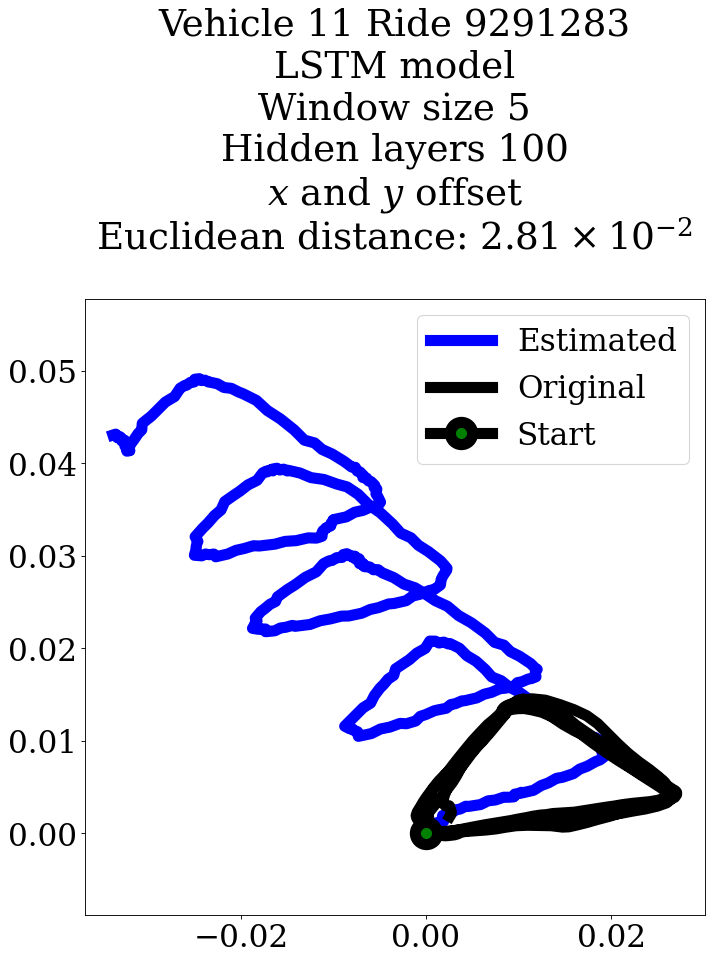 Vehicle 11 Ride 9291283
LSTM model
Window size 5
Hidden layers 100
x and y offset
Euclidean distance: 2.81 × 10⁻²
Estimated
Original
Start
0.05
0.04
0.03
0.02
0.01
0.00
−0.02 0.00 0.02